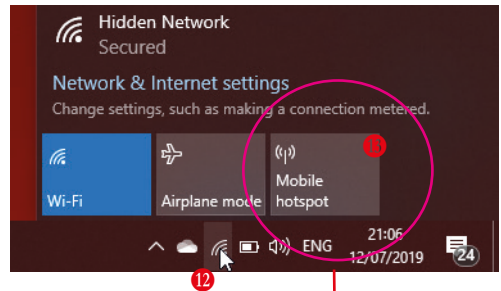 Hidden Network
Secured
Network & Internet settings
Change settings, such as making a connection metered.
Wi-Fi
Airplane mode
Mobile
hotspot
ENG
21:06
12/07/2019
24
12